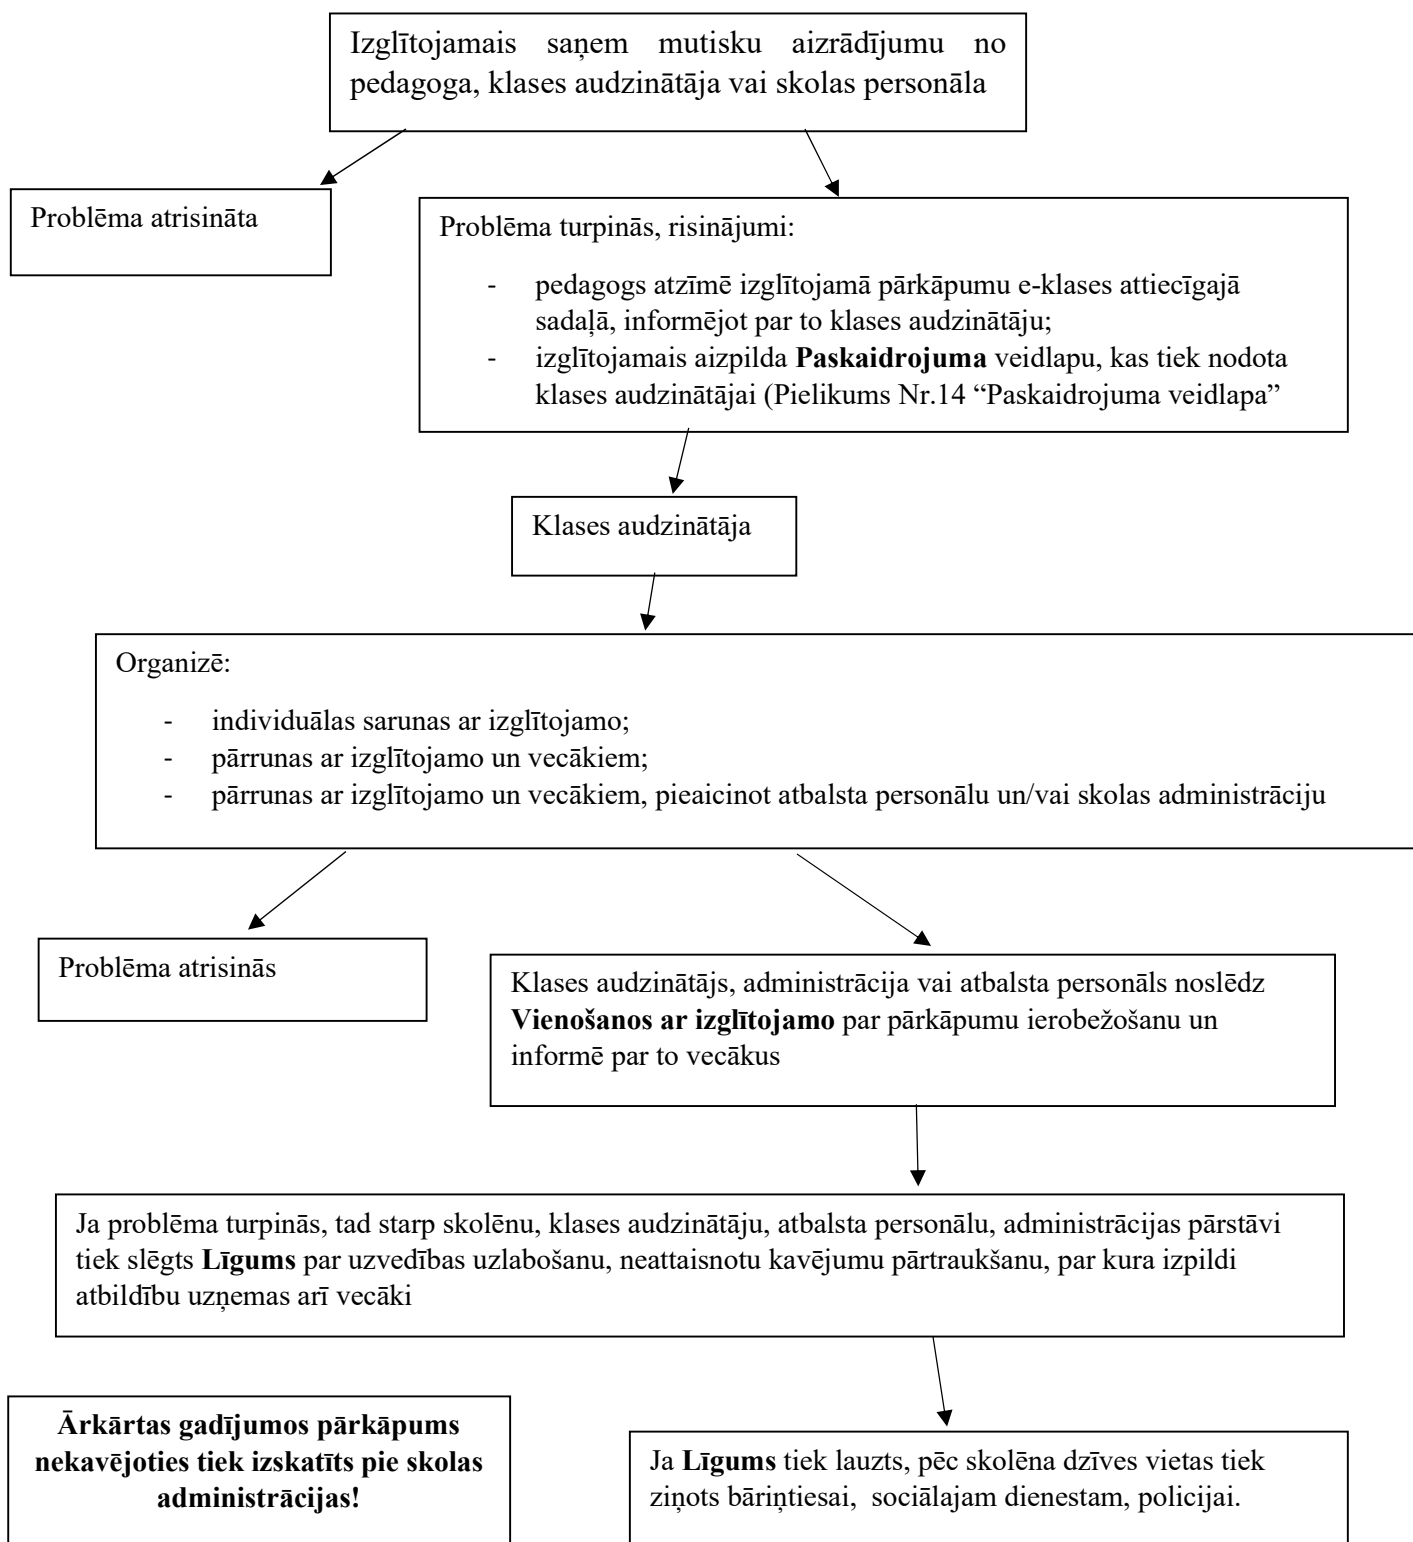 Izglītojamais saņem mutisku aizrādījumu no
pedagoga, klases audzinātāja vai skolas personāla
Problēma atrisināta
Problēma turpinās, risinājumi:
- pedagogs atzīmē izglītojamā pārkāpumu e-klases attiecīgajā
sadaļā, informējot par to klases audzinātāju;
- izglītojamais aizpilda Paskaidrojuma veidlapu, kas tiek nodota
klases audzinātājai (Pielikums Nr.14 “Paskaidrojuma veidlapa”
Klases audzinātāja
Organizē:
- individuālas sarunas ar izglītojamo;
- pārrunas ar izglītojamo un vecākiem;
- pārrunas ar izglītojamo un vecākiem, pieaicinot atbalsta personālu un/vai skolas administrāciju
Problēma atrisinās
Klases audzinātājs, administrācija vai atbalsta personāls noslēdz
Vienošanos ar izglītojamo par pārkāpumu ierobežošanu un
informē par to vecākus
Ja problēma turpinās, tad starp skolēnu, klases audzinātāju, atbalsta personālu, administrācijas pārstāvi
tiek slēgts Līgums par uzvedības uzlabošanu, neattaisnotu kavējumu pārtraukšanu, par kura izpildi
atbildību uzņemas arī vecāki
Ārkārtas gadījumos pārkāpums
nekavējoties tiek izskatīts pie skolas
administrācijas!
Ja Līgums tiek lauzts, pēc skolēna dzīves vietas tiek
ziņots bāriņtiesai, sociālajam dienestam, policijai.